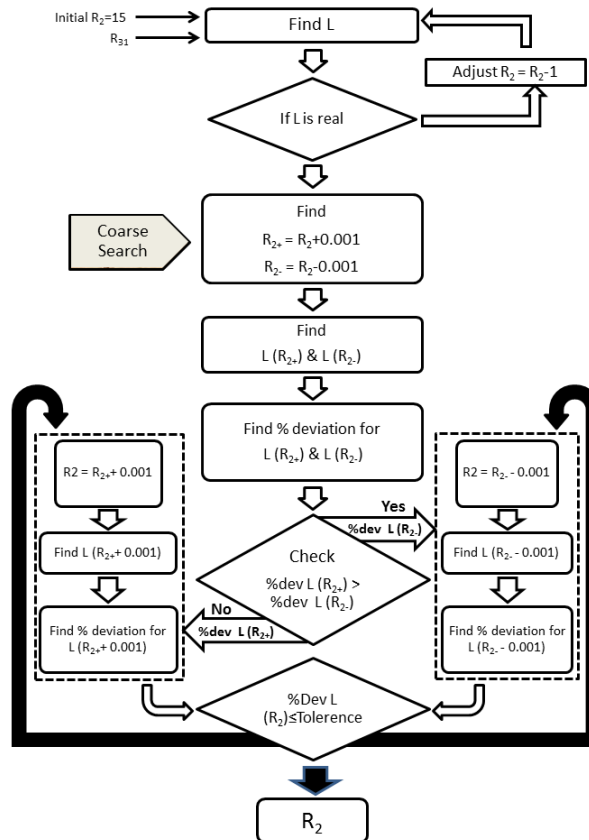 Initial R₂=15
R₃₁
Find L
Adjust R₂ = R₂-1
If L is real
Coarse
Search
Find
R₂₊ = R₂+0.001
R₂₋ = R₂-0.001
Find
L (R₂₊) & L (R₂₋)
Find % deviation for
L (R₂₊) & L (R₂₋)
R2 = R₂₊+ 0.001
Find L (R₂₊+ 0.001)
Find % deviation for
L (R₂₊+ 0.001)
Yes
%dev L (R₂₋)
Check
%dev L (R₂₊) >
%dev L (R₂₋)
No
%dev L (R₂₊)
R2 = R₂₋ - 0.001
Find L (R₂₋ - 0.001)
Find % deviation for
L (R₂₋ - 0.001)
%Dev L
(R₂)≤Tolerence
R₂